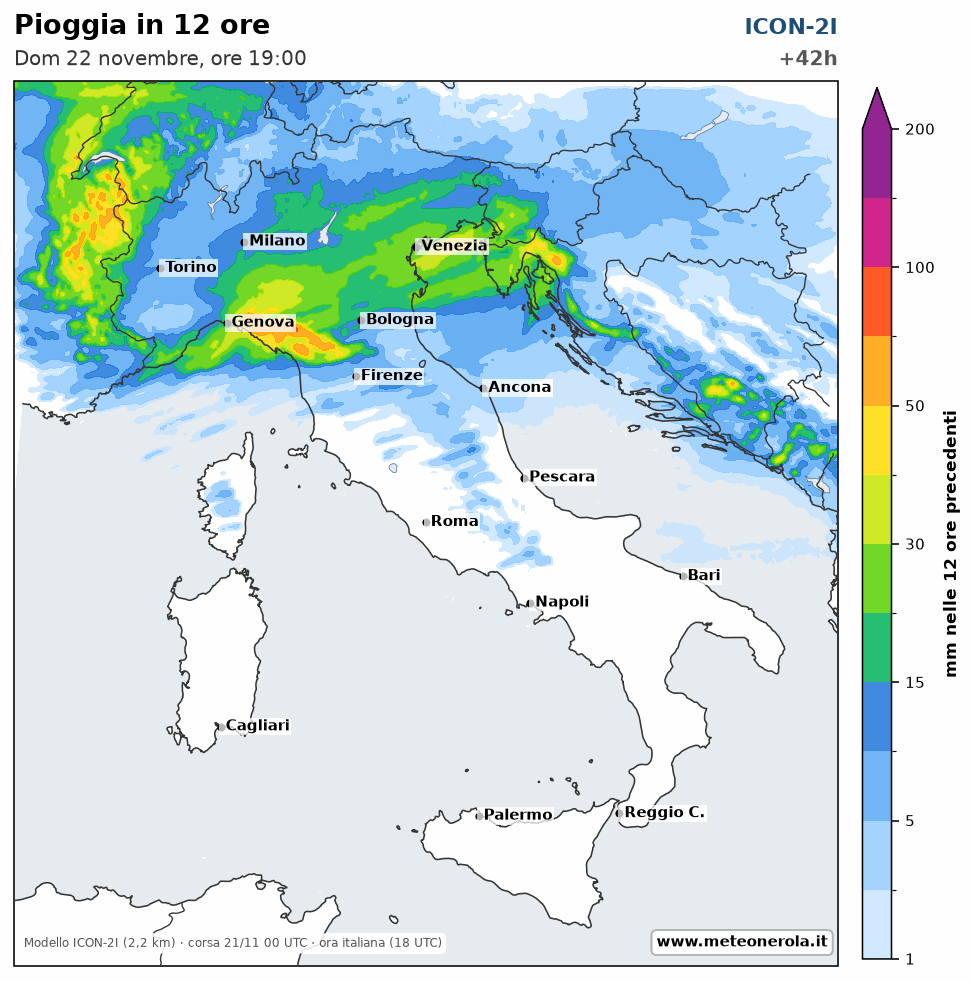 Pioggia in 12 ore
ICON-2I
Dom 22 novembre, ore 19:00
+42h
200
100
50
30
15
5
1
mm nelle 12 ore precedenti
Milano
Venezia
Torino
Genova
Bologna
Firenze
Ancona
Pescara
Roma
Bari
Napoli
Cagliari
Palermo
Reggio C.
Modello ICON-2I (2,2 km) · corsa 21/11 00 UTC · ora italiana (18 UTC)
www.meteonerola.it